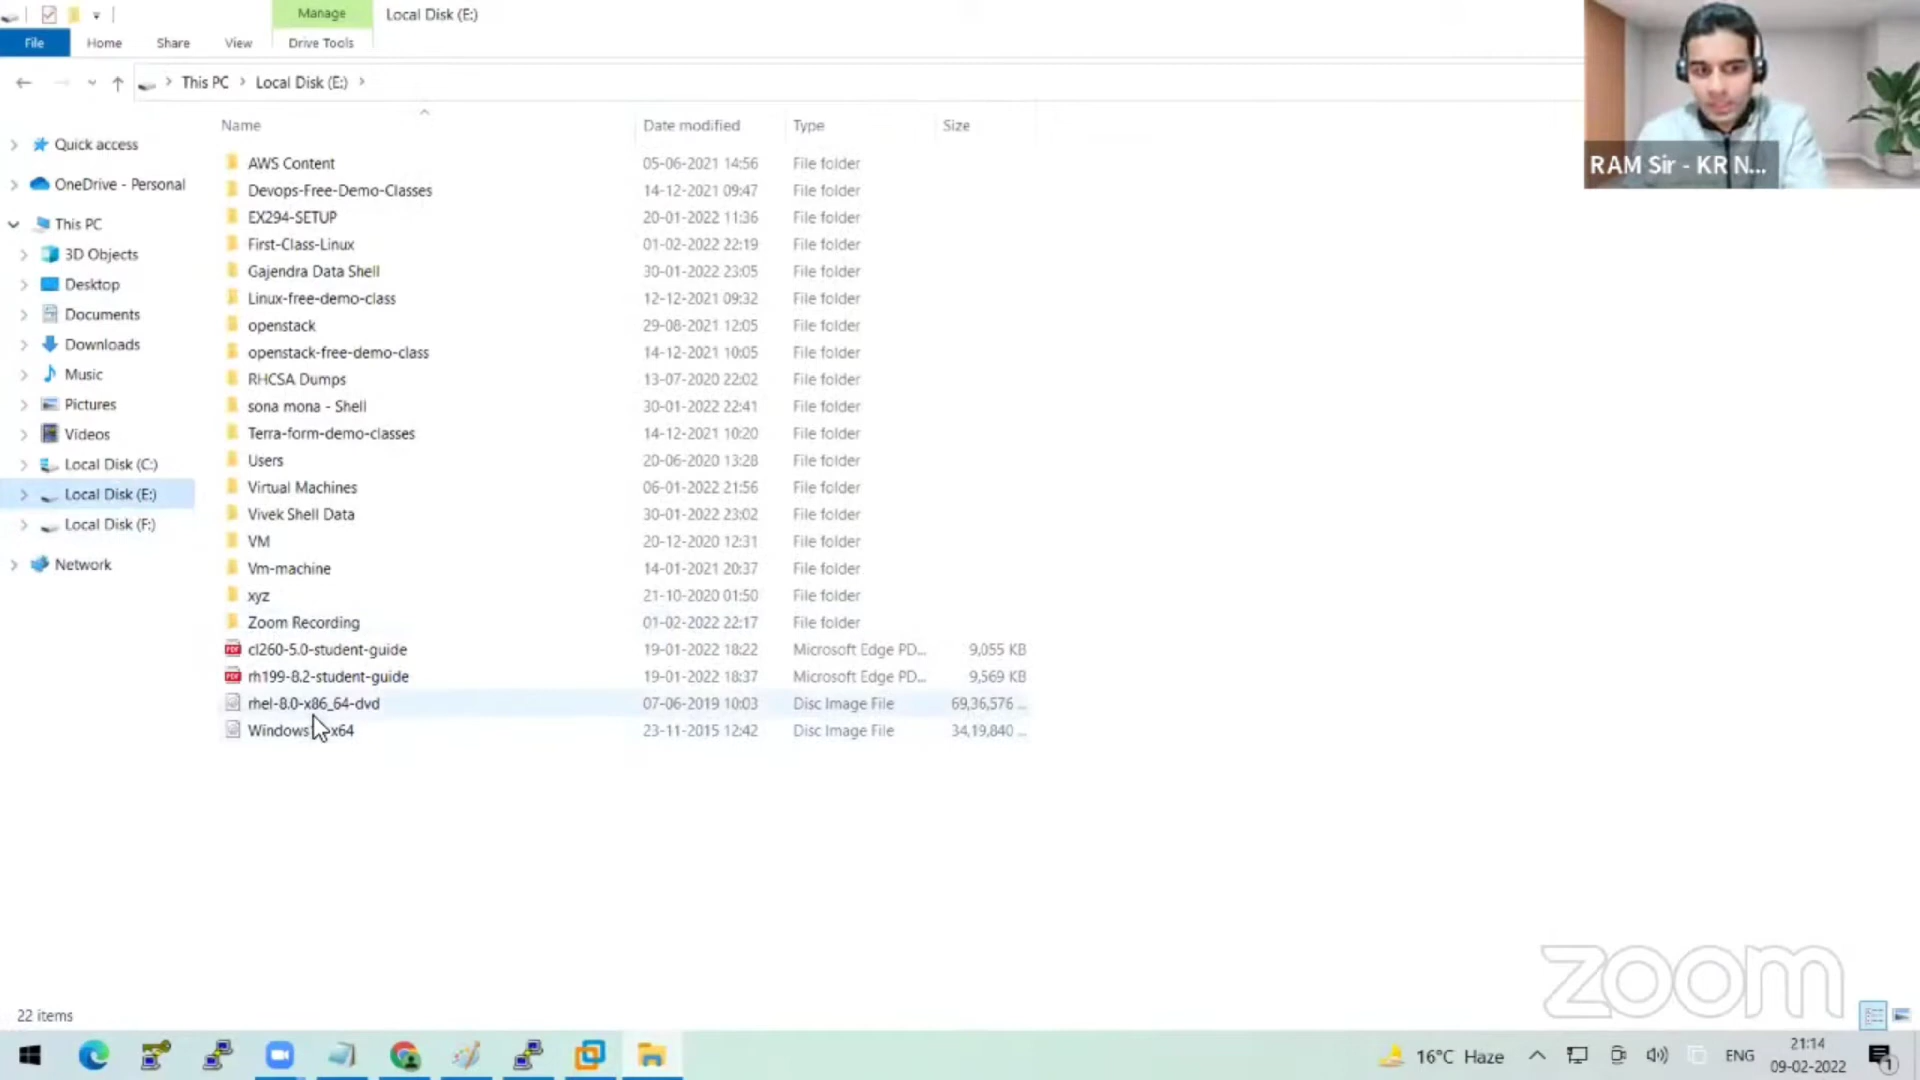 Manage
Local Disk (E:)
File
Home
Share
View
Drive Tools
This PC
Local Disk (E:)
RAM Sir - KR N...
Name
Date modified
Type
Size
Quick access
OneDrive - Personal
This PC
3D Objects
Desktop
Documents
Downloads
Music
Pictures
Videos
Local Disk (C:)
Local Disk (E:)
Local Disk (F:)
Network
AWS Content 05-06-2021 14:56 File folder
Devops-Free-Demo-Classes 14-12-2021 09:47 File folder
EX294-SETUP 20-01-2022 11:36 File folder
First-Class-Linux 01-02-2022 22:19 File folder
Gajendra Data Shell 30-01-2022 23:05 File folder
Linux-free-demo-class 12-12-2021 09:32 File folder
openstack 29-08-2021 12:05 File folder
openstack-free-demo-class 14-12-2021 10:05 File folder
RHCSA Dumps 13-07-2020 22:02 File folder
sona mona - Shell 30-01-2022 22:41 File folder
Terra-form-demo-classes 14-12-2021 10:20 File folder
Users 20-06-2020 13:28 File folder
Virtual Machines 06-01-2022 21:56 File folder
Vivek Shell Data 30-01-2022 23:02 File folder
VM 20-12-2020 12:31 File folder
Vm-machine 14-01-2021 20:37 File folder
xyz 21-10-2020 01:50 File folder
Zoom Recording 01-02-2022 22:17 File folder
cl260-5.0-student-guide 19-01-2022 18:22 Microsoft Edge PD... 9,055 KB
rh199-8.2-student-guide 19-01-2022 18:37 Microsoft Edge PD... 9,569 KB
rhel-8.0-x86_64-dvd 07-06-2019 10:03 Disc Image File 69,36,576 ...
Windows x64 23-11-2015 12:42 Disc Image File 34,19,840 ...
zoom
22 items
16°C Haze
ENG
21:14
09-02-2022
1